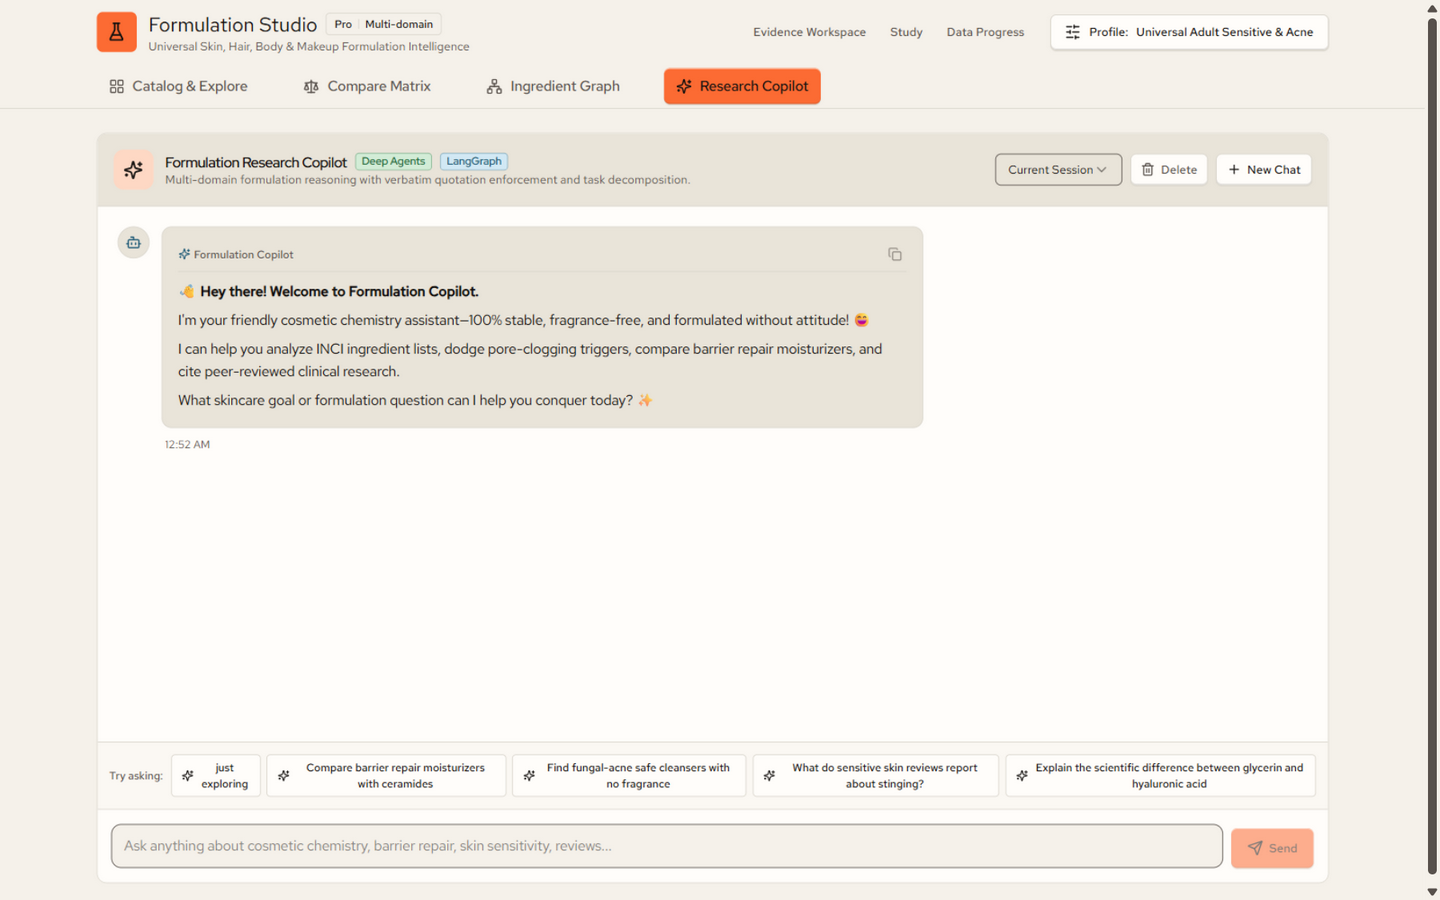 Formulation Studio Pro Multi-domain
Universal Skin, Hair, Body & Makeup Formulation Intelligence
Evidence Workspace Study Data Progress Profile: Universal Adult Sensitive & Acne
Catalog & Explore Compare Matrix Ingredient Graph Research Copilot
Formulation Research Copilot Deep Agents LangGraph
Multi-domain formulation reasoning with verbatim quotation enforcement and task decomposition.
Current Session Delete New Chat
Formulation Copilot
👋 Hey there! Welcome to Formulation Copilot.
I'm your friendly cosmetic chemistry assistant—100% stable, fragrance-free, and formulated without attitude! 😄
I can help you analyze INCI ingredient lists, dodge pore-clogging triggers, compare barrier repair moisturizers, and
cite peer-reviewed clinical research.
What skincare goal or formulation question can I help you conquer today? ✨
12:52 AM
Try asking:
just
exploring
Compare barrier repair moisturizers
with ceramides
Find fungal-acne safe cleansers with
no fragrance
What do sensitive skin reviews report
about stinging?
Explain the scientific difference between glycerin and
hyaluronic acid
Ask anything about cosmetic chemistry, barrier repair, skin sensitivity, reviews...
Send